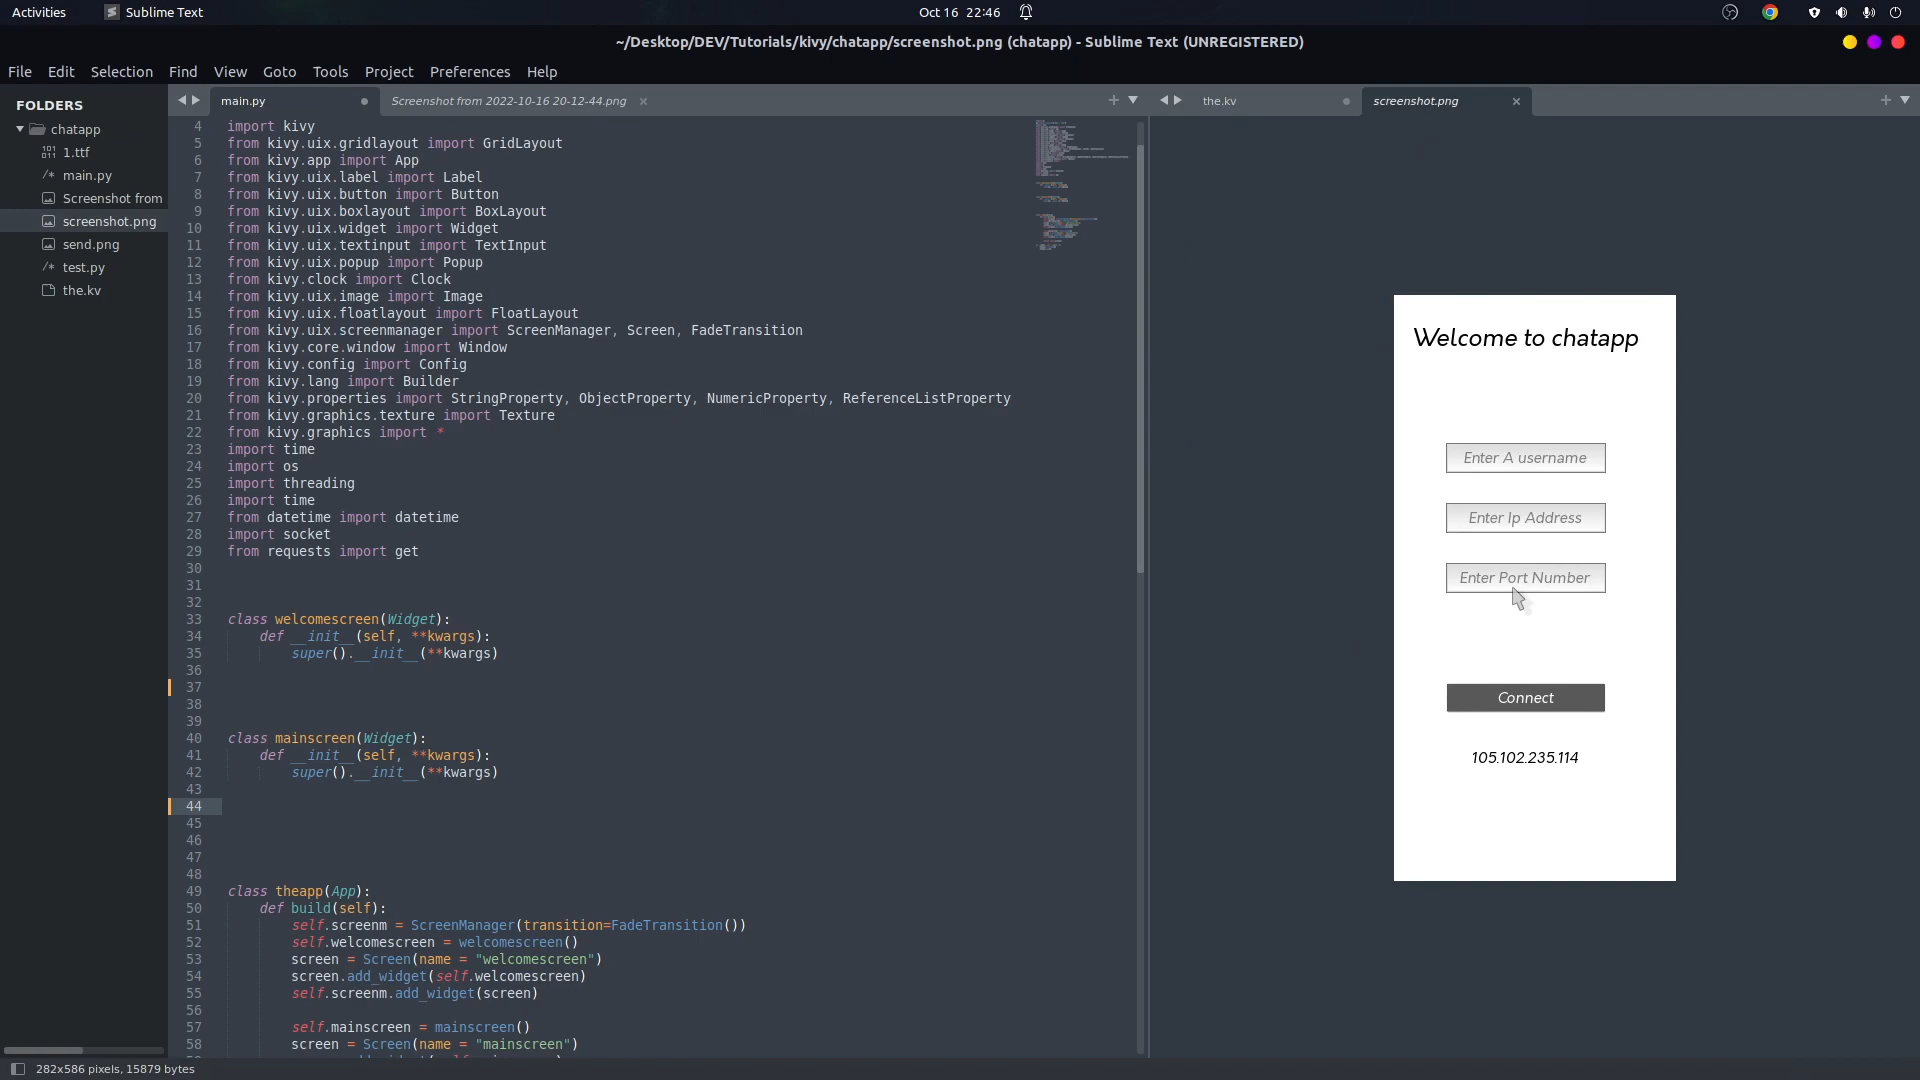 Activities
Sublime Text
Oct 16 22:46
~/Desktop/DEV/Tutorials/kivy/chatapp/screenshot.png (chatapp) - Sublime Text (UNREGISTERED)
File Edit Selection Find View Goto Tools Project Preferences Help
FOLDERS
chatapp
1.ttf
main.py
Screenshot from
screenshot.png
send.png
test.py
the.kv
main.py
Screenshot from 2022-10-16 20-12-44.png
4 import kivy
5 from kivy.uix.gridlayout import GridLayout
6 from kivy.app import App
7 from kivy.uix.label import Label
8 from kivy.uix.button import Button
9 from kivy.uix.boxlayout import BoxLayout
10 from kivy.uix.widget import Widget
11 from kivy.uix.textinput import TextInput
12 from kivy.uix.popup import Popup
13 from kivy.clock import Clock
14 from kivy.uix.image import Image
15 from kivy.uix.floatlayout import FloatLayout
16 from kivy.uix.screenmanager import ScreenManager, Screen, FadeTransition
17 from kivy.core.window import Window
18 from kivy.config import Config
19 from kivy.lang import Builder
20 from kivy.properties import StringProperty, ObjectProperty, NumericProperty, ReferenceListProperty
21 from kivy.graphics.texture import Texture
22 from kivy.graphics import *
23 import time
24 import os
25 import threading
26 import time
27 from datetime import datetime
28 import socket
29 from requests import get
30
31
32
33 class welcomescreen(Widget):
34 def __init__(self, **kwargs):
35 super().__init__(**kwargs)
36
37
38
39
40 class mainscreen(Widget):
41 def __init__(self, **kwargs):
42 super().__init__(**kwargs)
43
44
45
46
47
48
49 class theapp(App):
50 def build(self):
51 self.screenm = ScreenManager(transition=FadeTransition())
52 self.welcomescreen = welcomescreen()
53 screen = Screen(name = "welcomescreen")
54 screen.add_widget(self.welcomescreen)
55 self.screenm.add_widget(screen)
56
57 self.mainscreen = mainscreen()
58 screen = Screen(name = "mainscreen")
the.kv
screenshot.png
Welcome to chatapp
Enter A username
Enter Ip Address
Enter Port Number
Connect
105.102.235.114
282x586 pixels, 15879 bytes